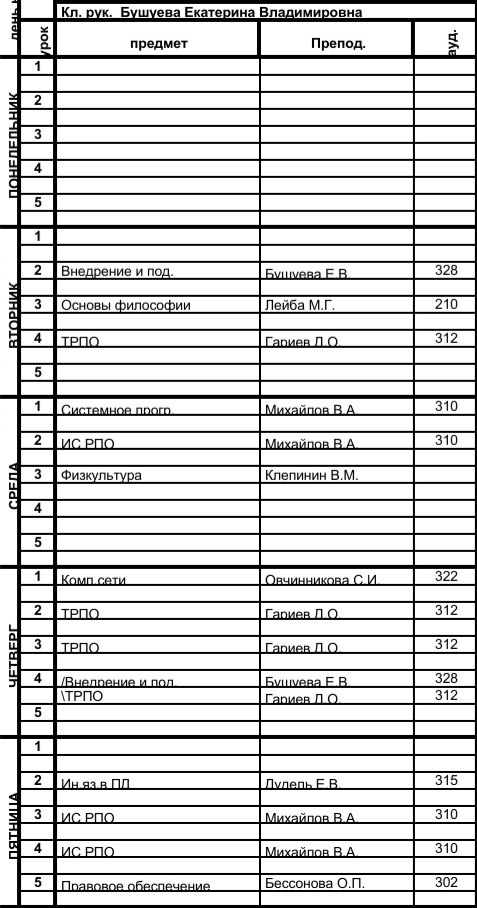 Кл. рук. Бушуева Екатерина Владимировна
день н
урок
предмет
Препод.
ауд.
ПОНЕДЕЛЬНИК
1
2
3
4
5
ВТОРНИК
1
2 Внедрение и под. Бушуева Е.В. 328
3 Основы философии Лейба М.Г. 210
4 ТРПО Гариев Д.О. 312
5
СРЕДА
1 Системное прогр. Михайлов В.А. 310
2 ИС РПО Михайлов В.А. 310
3 Физкультура Клепинин В.М.
4
5
ЧЕТВЕРГ
1 Комп.сети Овчинникова С.И. 322
2 ТРПО Гариев Д.О. 312
3 ТРПО Гариев Д.О. 312
4 /Внедрение и под. Бушуева Е.В. 328
\ТРПО Гариев Д.О. 312
5
ПЯТНИЦА
1
2 Ин.яз.в ПД Е.В. 315
3 ИС РПО Михайлов В.А. 310
4 ИС РПО Михайлов В.А. 310
5 Правовое обеспечение Бессонова О.П. 302